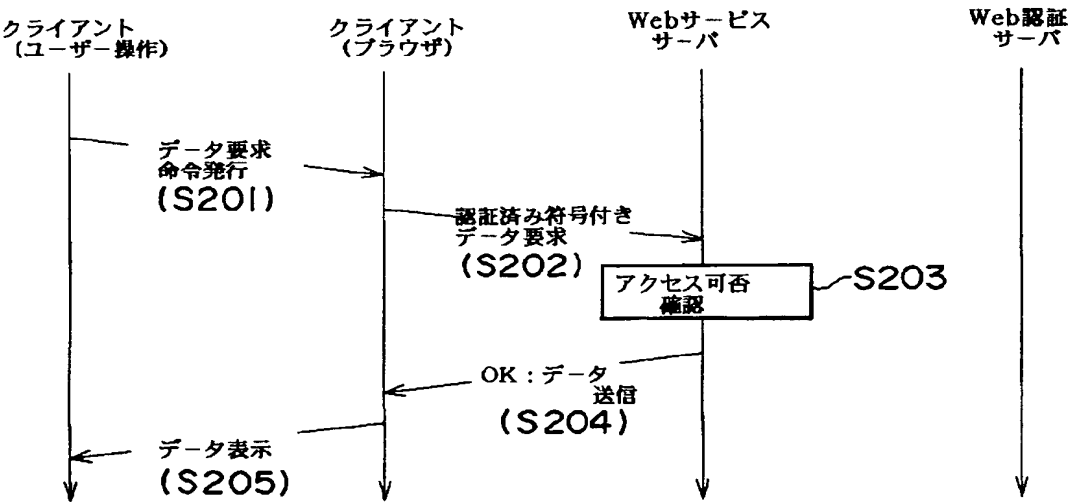 クライアント
(ユーザー操作)
クライアント
(ブラウザ)
Webサービス
サーバ
Web認証
サーバ
データ要求
命令発行
(S201)
認証済み符号付き
データ要求
(S202)
アクセス可否
確認
S203
OK:データ
送信
(S204)
データ表示
(S205)